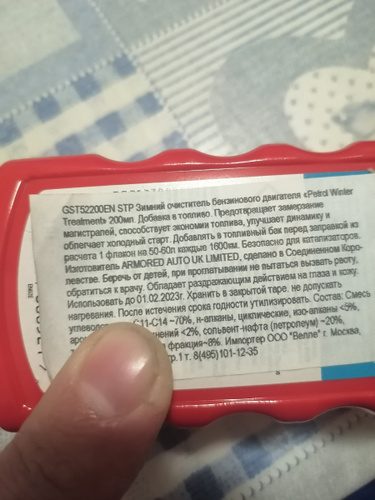 GST52200EN STP Зимний очиститель бензинового двигателя «Petrol Winter
Treatment» 200мл. Добавка в топливо. Предотвращает замерзание
магистралей, способствует экономии топлива, улучшает динамику и
облегчает холодный старт. Добавлять в топливный бак перед заправкой из
расчета 1 флакон на 50-80л каждые 1600км. Безопасно для катализаторов.
Изготовитель ARMORED AUTO UK LIMITED, сделано в Соединенном Коро-
левстве. Беречь от детей, при проглатывании не пытаться вызвать рвоту,
обратиться к врачу. Обладает раздражающим действием на глаза и кожу.
Использовать до 01.02.2023г. Хранить в закрытой таре. не допускать
нагревания. После истечения срока годности утилизировать. Состав: Смесь
углеводо C11-C14 ~70%, н-алканы, циклические, изо-алканы <5%,
аро нений <2%, сольвент-нафта (петролеум) ~20%,
фракция~8%. Импортер ООО "Велле" г. Москва,
тр.1 т. 8(495)101-12-35